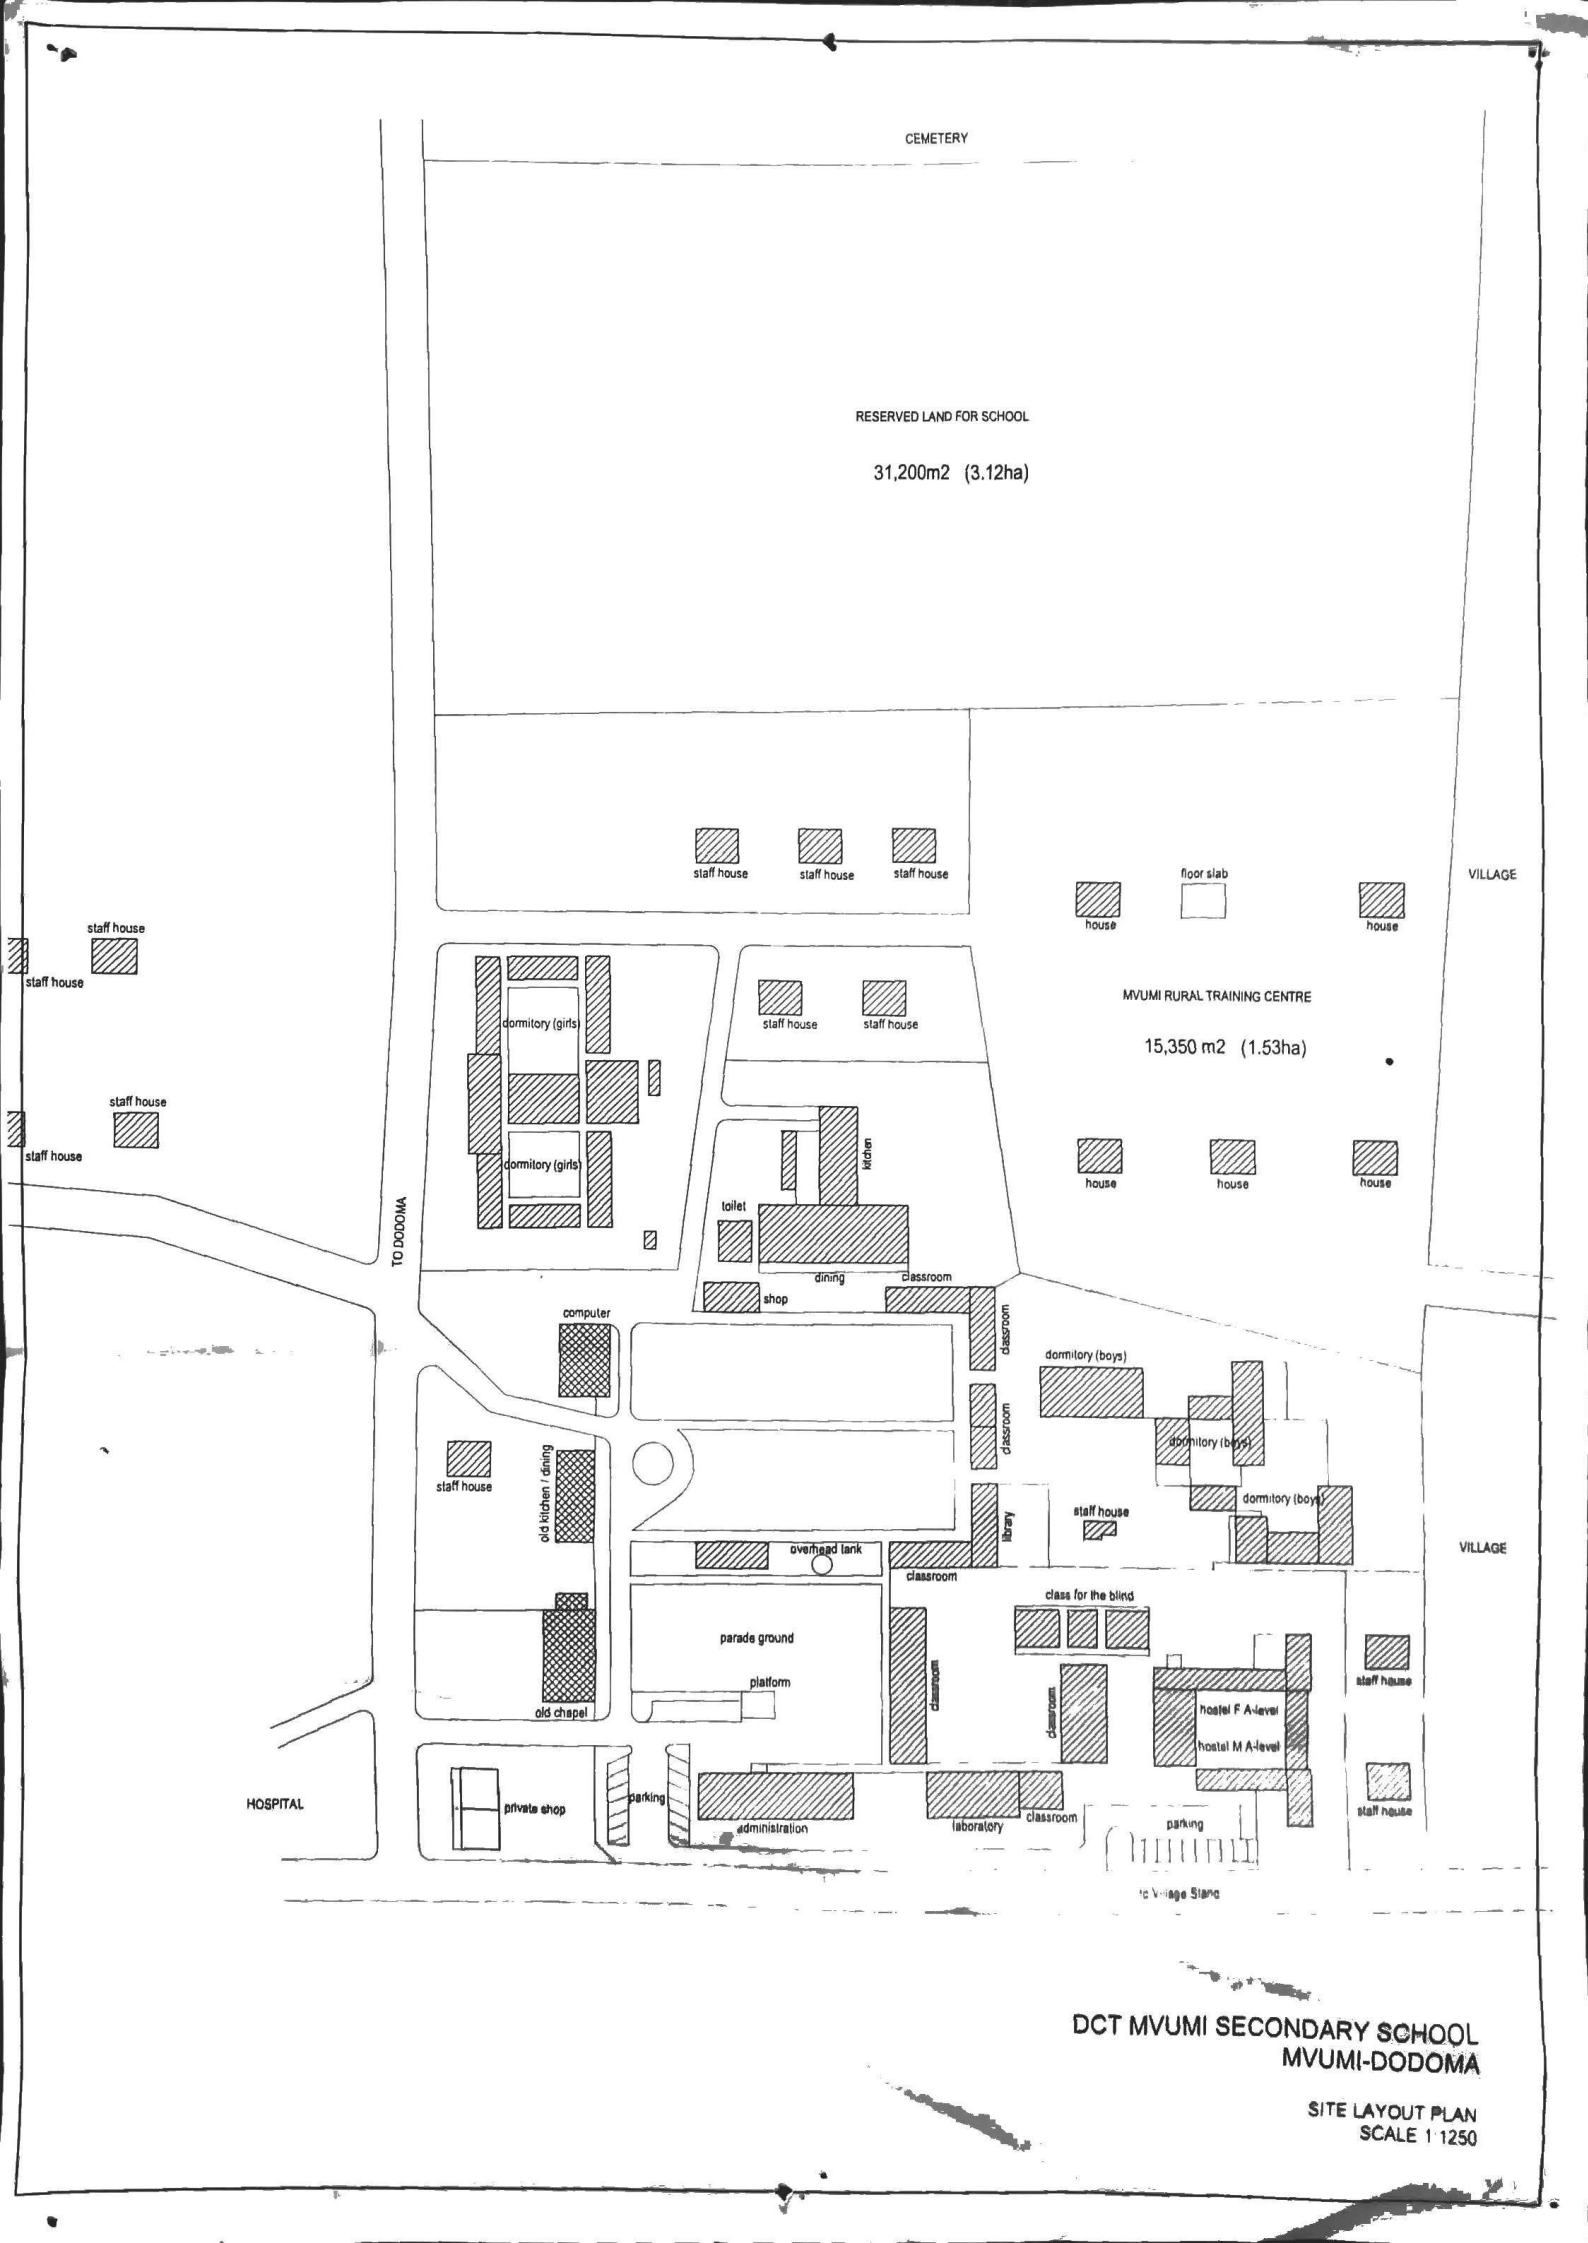 CEMETERY
RESERVED LAND FOR SCHOOL
31,200m2 (3.12ha)
staff house
staff house
staff house
floor slab
VILLAGE
house
house
staff house
staff house
dormitory (girls)
staff house
staff house
MVUMI RURAL TRAINING CENTRE
15,350 m2 (1.53ha)
staff house
staff house
dormitory (girls)
kitchen
house
house
house
TO DODOMA
toilet
dining
classroom
shop
computer
classroom
dormitory (boys)
classroom
dormitory (boys)
staff house
old kitchen / dining
dormitory (boys)
library
staff house
overhead tank
classroom
VILLAGE
class for the blind
parade ground
classroom
platform
classroom
staff house
old chapel
hostel F A-level
hostel M A-level
HOSPITAL
private shop
parking
administration
laboratory
classroom
parking
staff house
Village Stand
DCT MVUMI SECONDARY SCHOOL
MVUMI-DODOMA
SITE LAYOUT PLAN
SCALE 1:1250